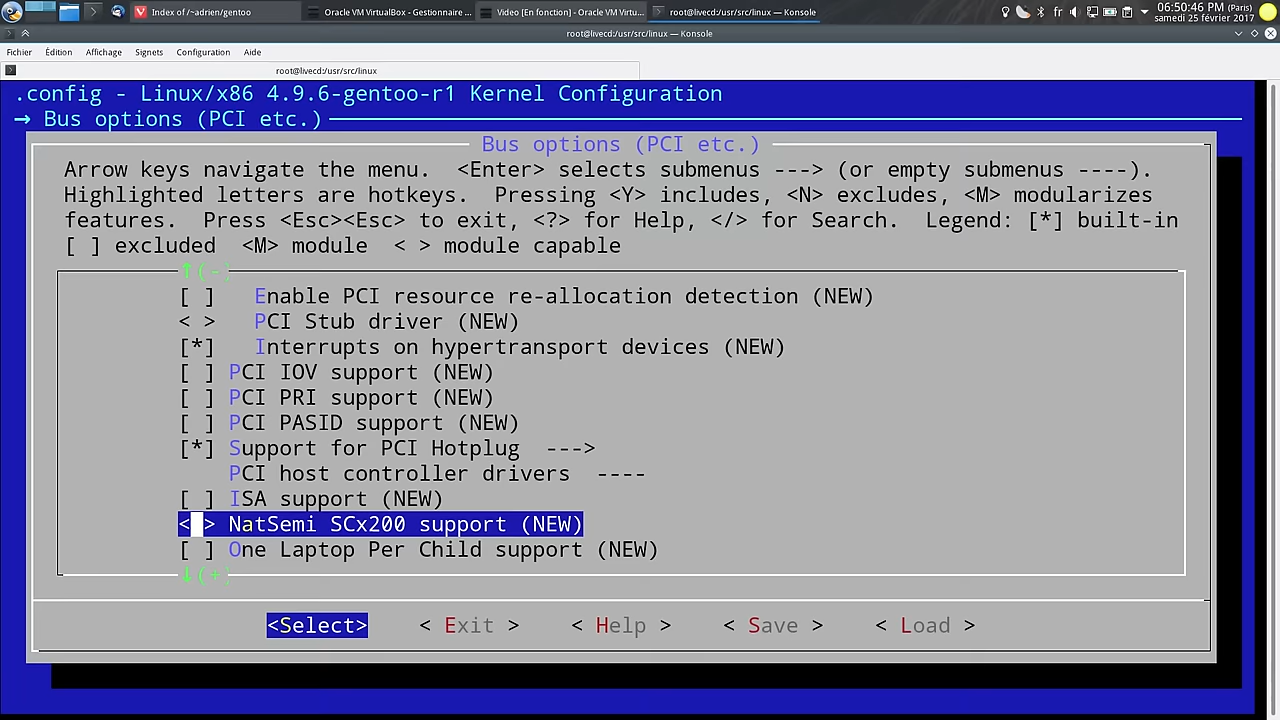 Index of /~adrien/gentoo
Oracle VM VirtualBox - Gestionnaire ...
Video [En fonction] - Oracle VM Virtu...
root@livecd:/usr/src/linux — Konsole
fr
06:50:46 PM (Paris)
samedi 25 février 2017
root@livecd:/usr/src/linux — Konsole
Fichier Édition Affichage Signets Configuration Aide
root@livecd:/usr/src/linux
.config - Linux/x86 4.9.6-gentoo-r1 Kernel Configuration
→ Bus options (PCI etc.)
Bus options (PCI etc.)
Arrow keys navigate the menu. <Enter> selects submenus ---> (or empty submenus ----).
Highlighted letters are hotkeys. Pressing <Y> includes, <N> excludes, <M> modularizes
features. Press <Esc><Esc> to exit, <?> for Help, </> for Search. Legend: [*] built-in
[ ] excluded <M> module < > module capable
↑(-)
[ ] Enable PCI resource re-allocation detection (NEW)
< > PCI Stub driver (NEW)
[*] Interrupts on hypertransport devices (NEW)
[ ] PCI IOV support (NEW)
[ ] PCI PRI support (NEW)
[ ] PCI PASID support (NEW)
[*] Support for PCI Hotplug --->
PCI host controller drivers ----
[ ] ISA support (NEW)
< > NatSemi SCx200 support (NEW)
[ ] One Laptop Per Child support (NEW)
↓(+)
<Select> < Exit > < Help > < Save > < Load >